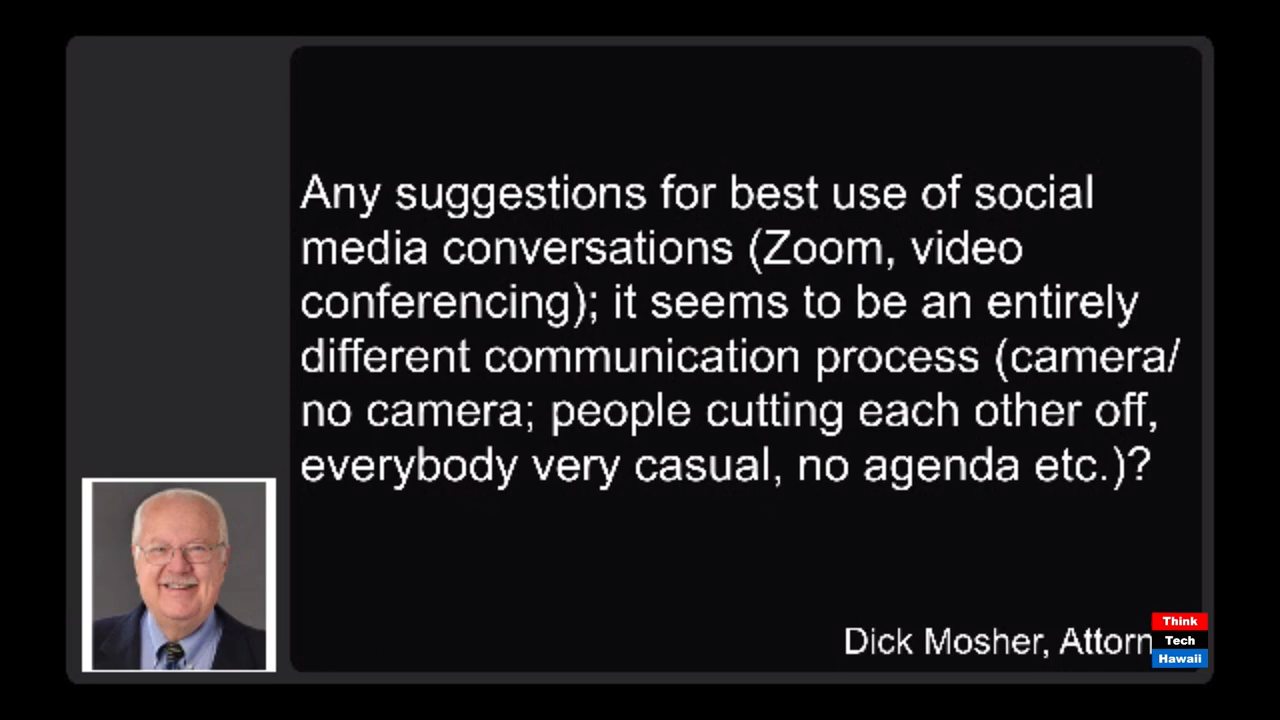 Any suggestions for best use of social
media conversations (Zoom, video
conferencing); it seems to be an entirely
different communication process (camera/
no camera; people cutting each other off,
everybody very casual, no agenda etc.)?
Dick Mosher, Attorn
Think
Tech
Hawaii